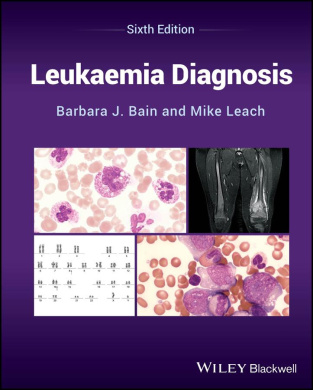 Sixth Edition
Leukaemia Diagnosis
Barbara J. Bain and Mike Leach
WILEY Blackwell